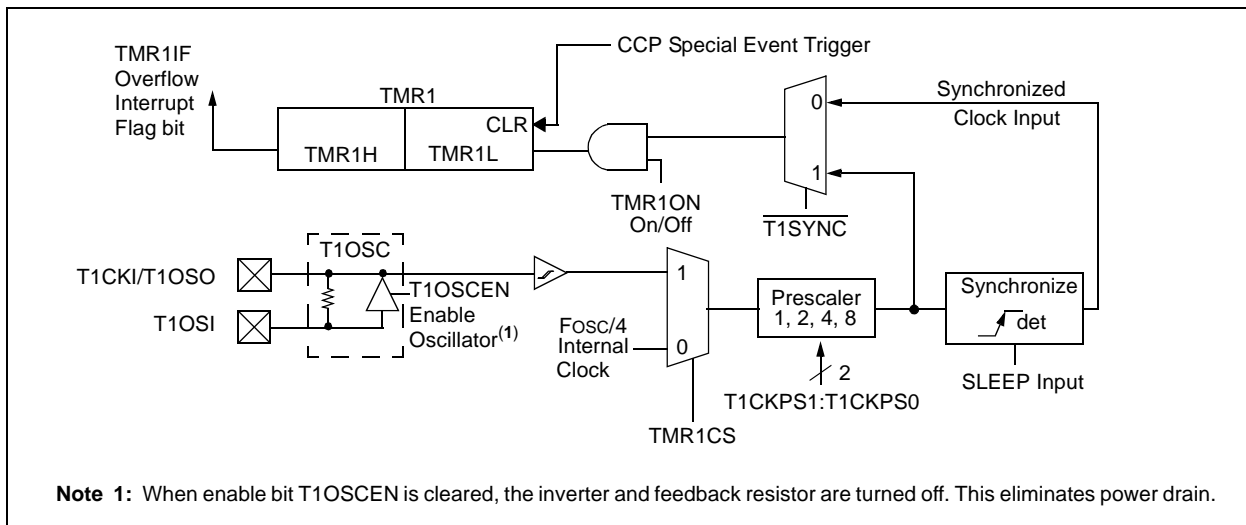 TMR1IF
Overflow
Interrupt
Flag bit
CCP Special Event Trigger
TMR1
CLR
TMR1H
TMR1L
TMR1ON
On/Off
0
1
T1SYNC
Synchronized
Clock Input
T1OSC
T1CKI/T1OSO
T1OSI
T1OSCEN
Enable
Oscillator(1)
FOSC/4
Internal
Clock
1
0
TMR1CS
Prescaler
1, 2, 4, 8
2
T1CKPS1:T1CKPS0
Synchronize
det
SLEEP Input
Note 1: When enable bit T1OSCEN is cleared, the inverter and feedback resistor are turned off. This eliminates power drain.